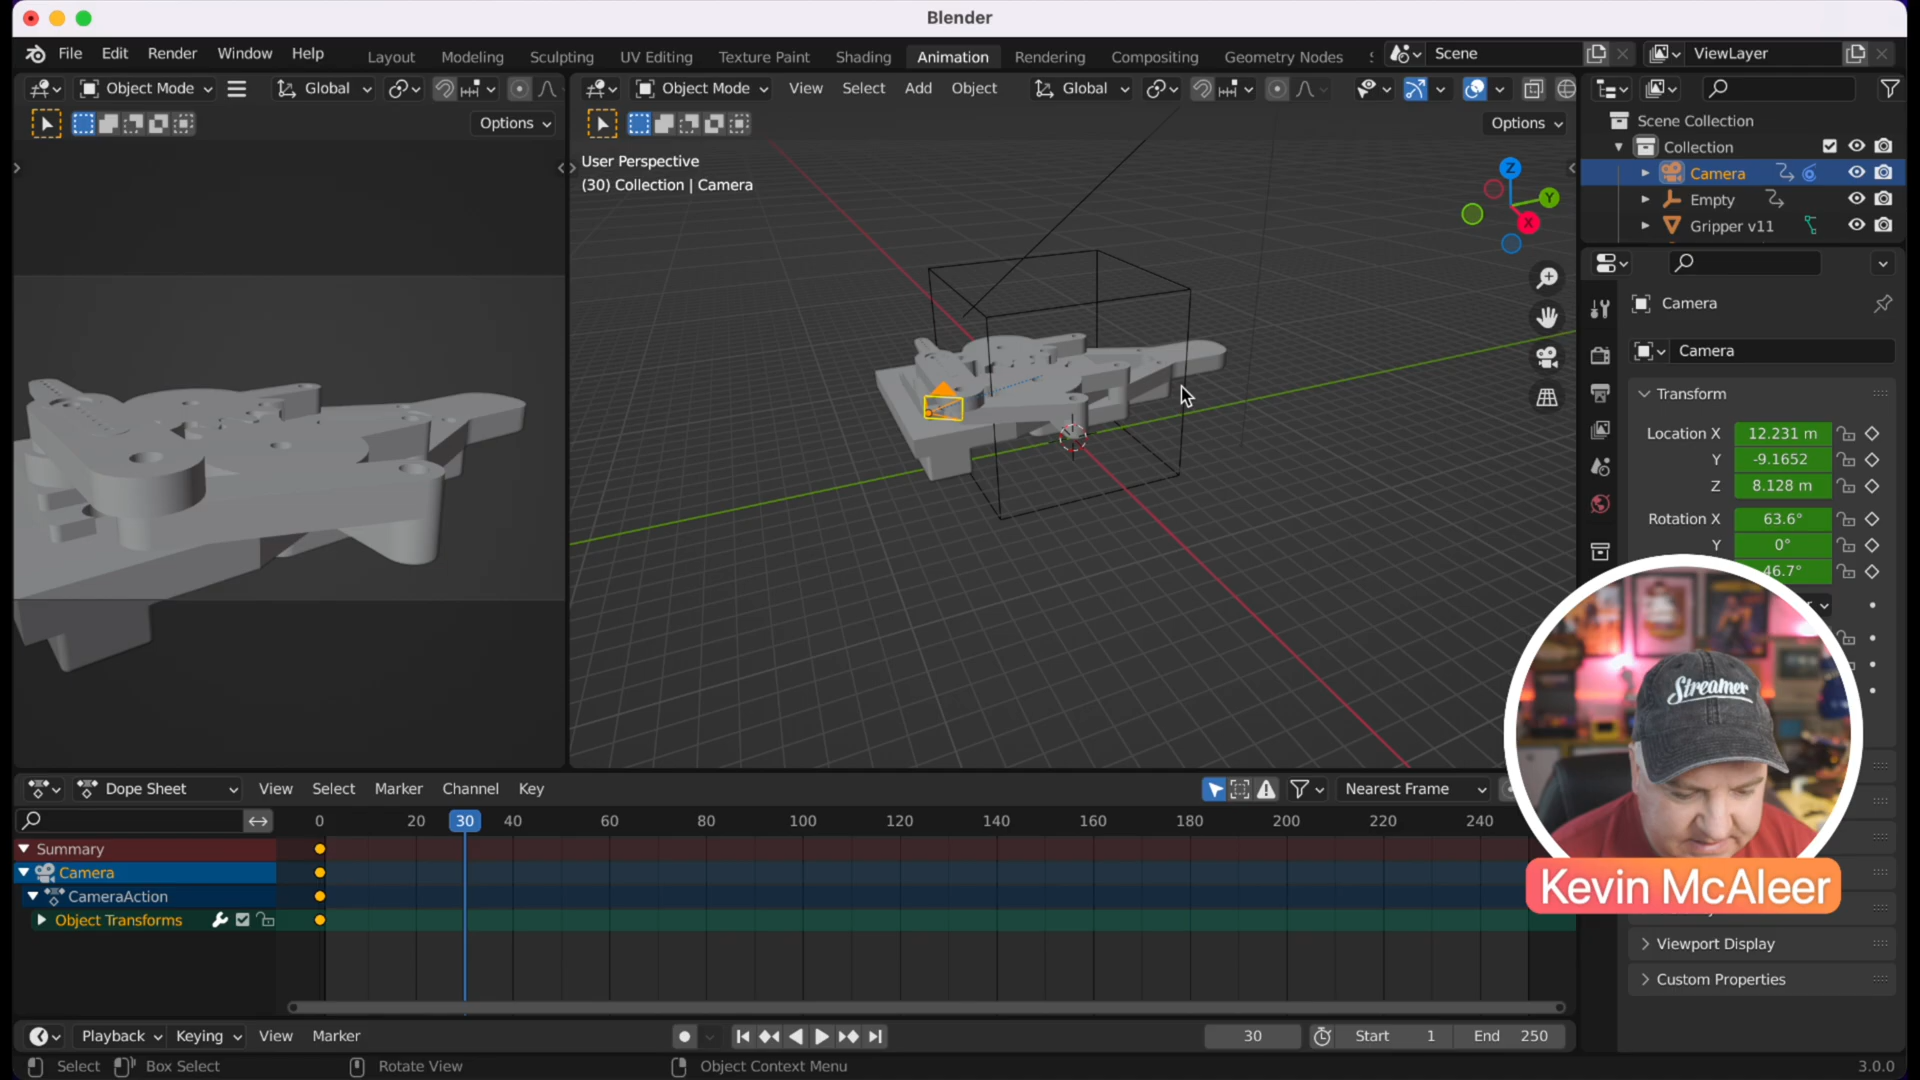 Blender
File Edit Render Window Help Layout Modeling Sculpting UV Editing Texture Paint Shading Animation Rendering Compositing Geometry Nodes Scene ViewLayer
Object Mode Global Object Mode View Select Add Object Global
Options Options
User Perspective
(30) Collection | Camera
Z
Y
X
Scene Collection
Collection
Camera
Empty
Gripper v11
Camera
Camera
Transform
Location X 12.231 m
Y -9.1652
Z 8.128 m
Rotation X 63.6°
Y 0°
46.7°
Streamer
Kevin McAleer
Viewport Display
Custom Properties
Dope Sheet View Select Marker Channel Key Nearest Frame
0 20 30 40 60 80 100 120 140 160 180 200 220 240
Summary
Camera
CameraAction
Object Transforms
Playback Keying View Marker 30 Start 1 End 250
Select Box Select Rotate View Object Context Menu 3.0.0